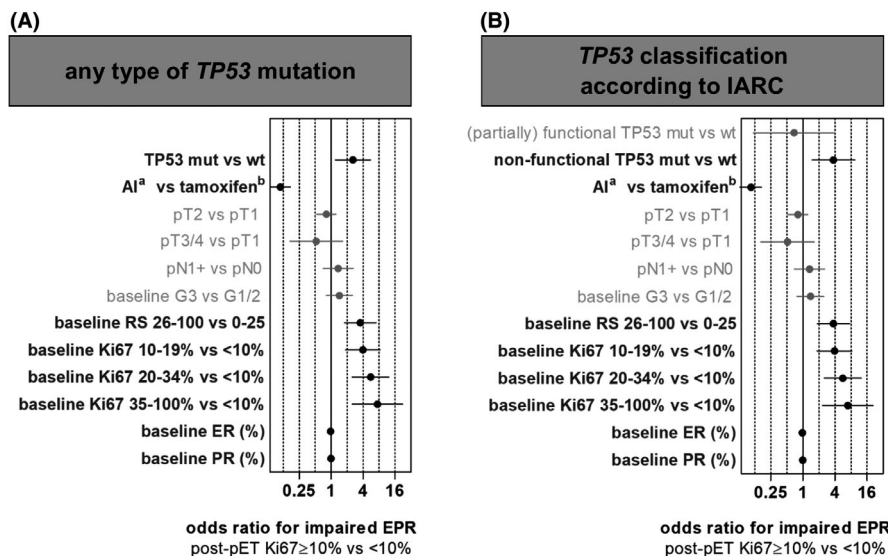 (A)
any type of TP53 mutation
TP53 mut vs wt
AIa vs tamoxifenb
pT2 vs pT1
pT3/4 vs pT1
pN1+ vs pN0
baseline G3 vs G1/2
baseline RS 26-100 vs 0-25
baseline Ki67 10-19% vs <10%
baseline Ki67 20-34% vs <10%
baseline Ki67 35-100% vs <10%
baseline ER (%)
baseline PR (%)
0.25 1 4 16
odds ratio for impaired EPR
post-pET Ki67≥10% vs <10%
(B)
TP53 classification
according to IARC
(partially) functional TP53 mut vs wt
non-functional TP53 mut vs wt
AIa vs tamoxifenb
pT2 vs pT1
pT3/4 vs pT1
pN1+ vs pN0
baseline G3 vs G1/2
baseline RS 26-100 vs 0-25
baseline Ki67 10-19% vs <10%
baseline Ki67 20-34% vs <10%
baseline Ki67 35-100% vs <10%
baseline ER (%)
baseline PR (%)
0.25 1 4 16
odds ratio for impaired EPR
post-pET Ki67≥10% vs <10%